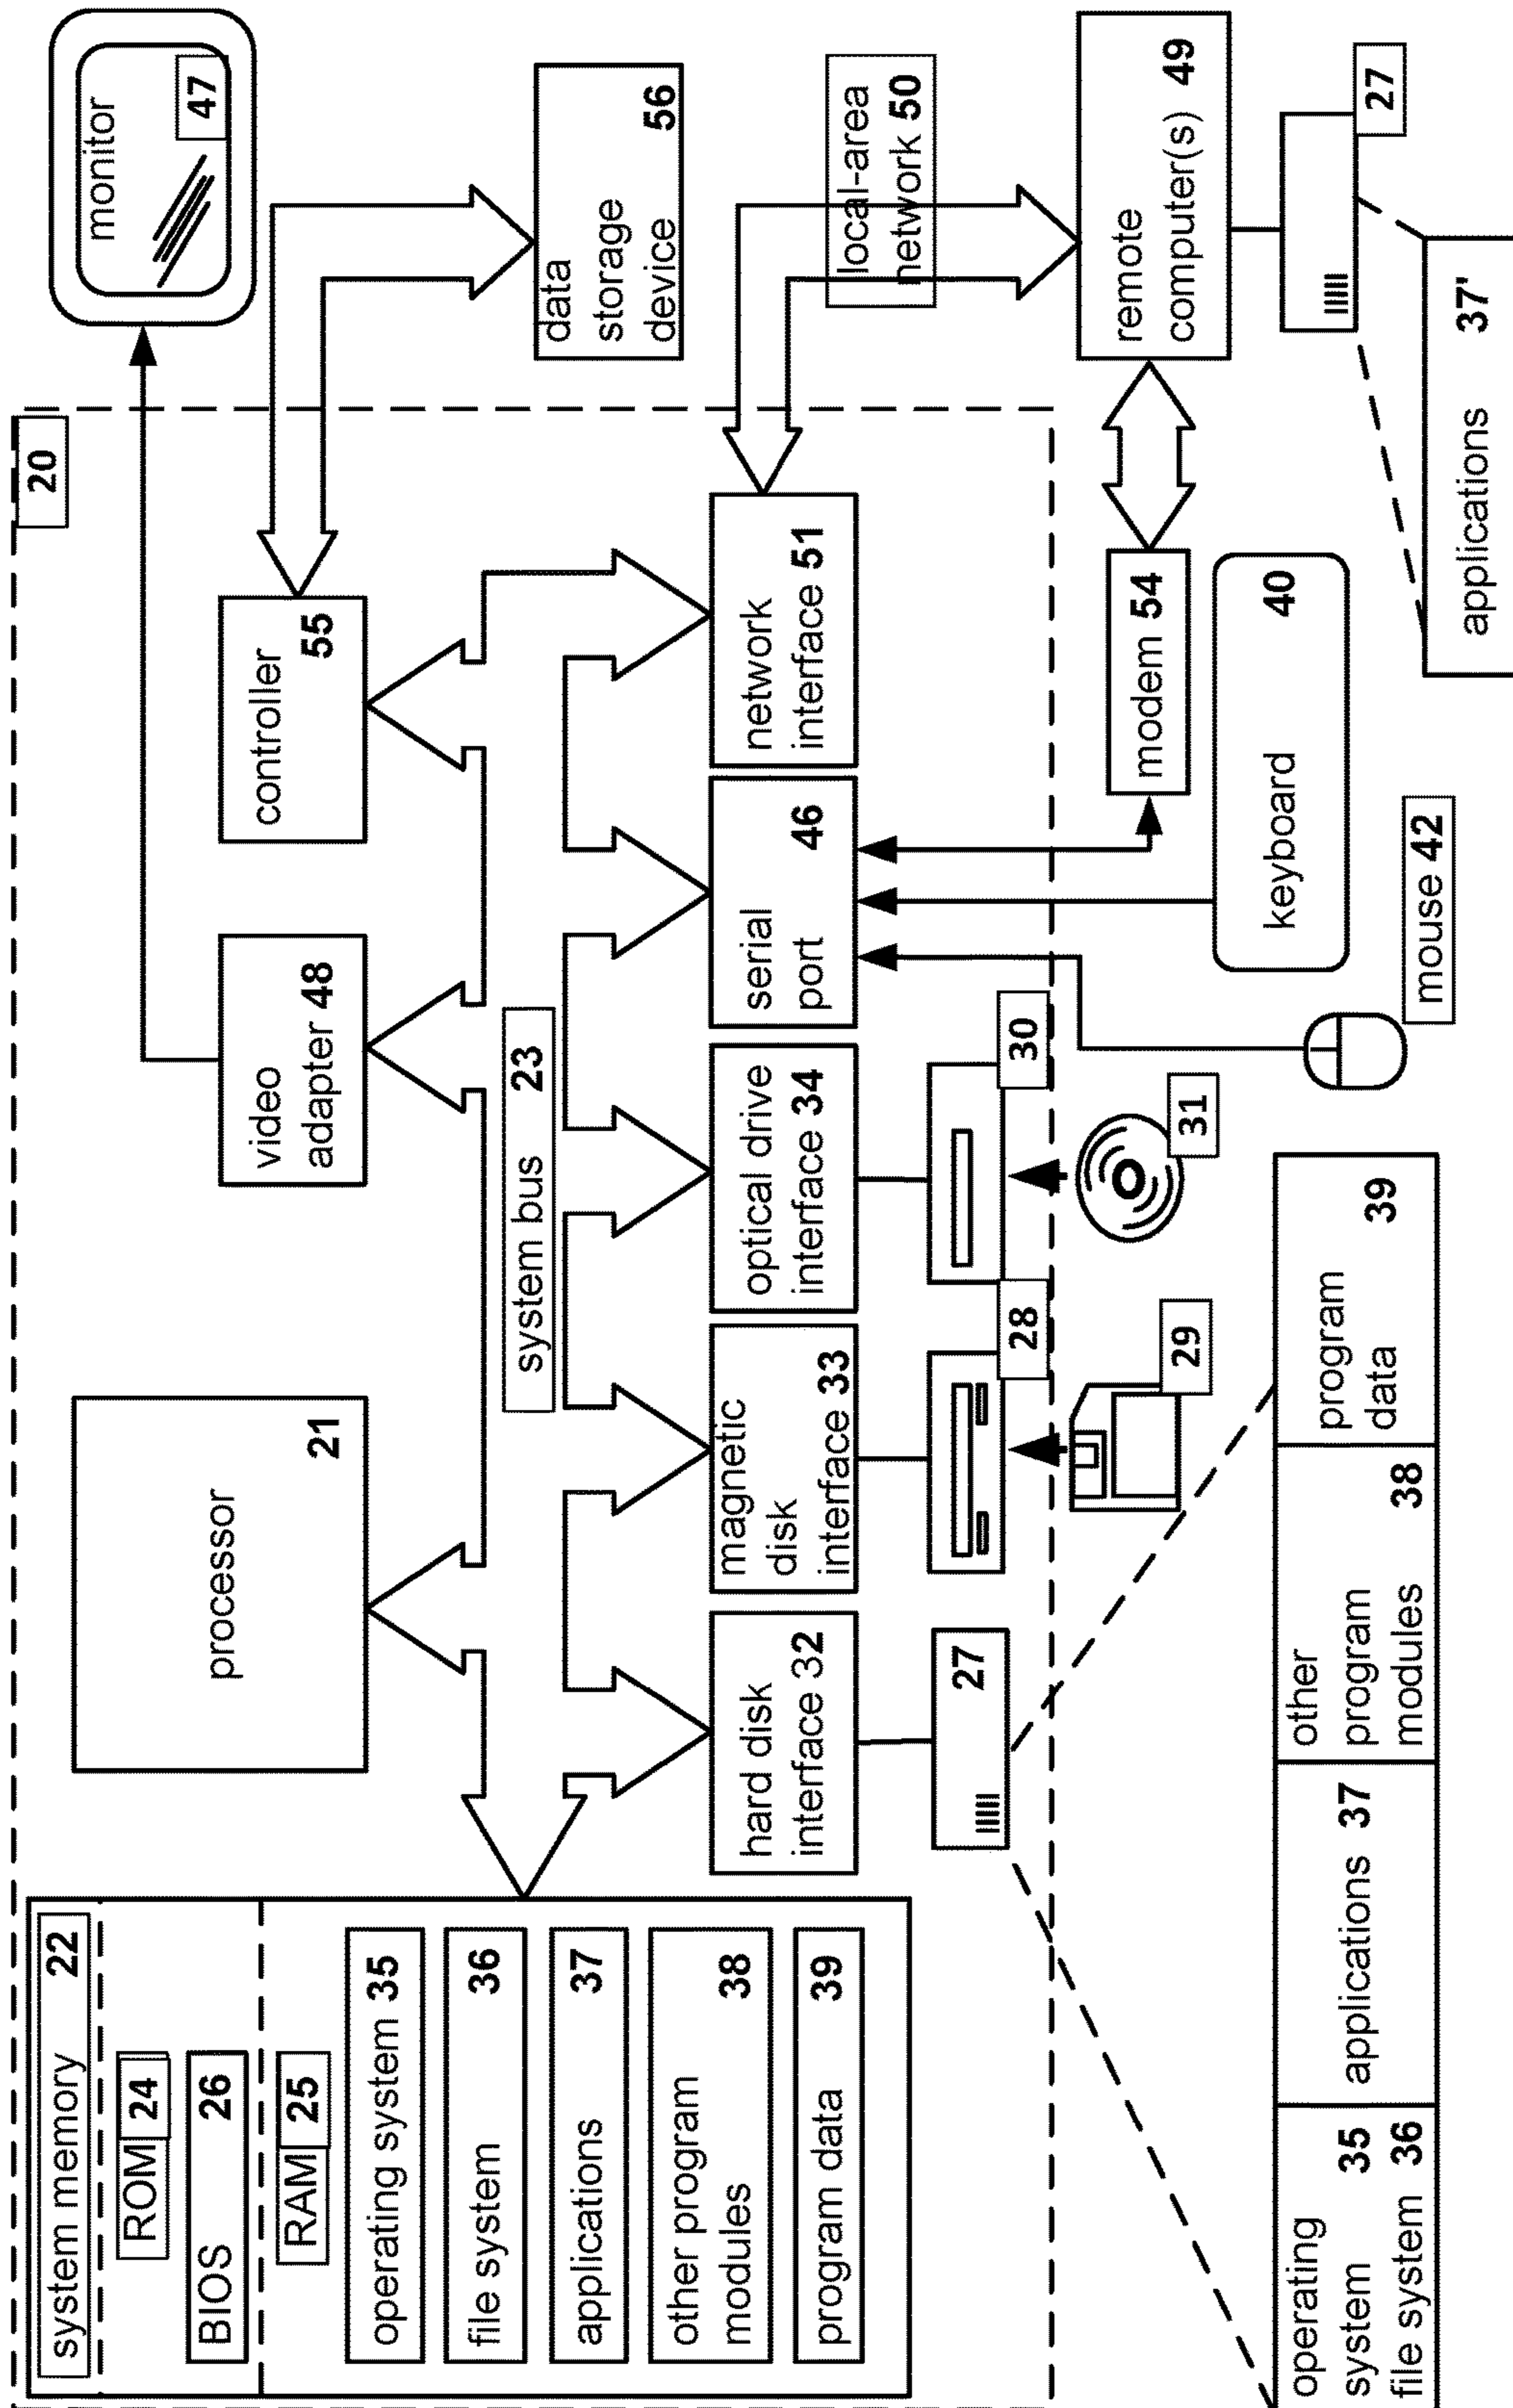 20
system memory 22
ROM 24
BIOS 26
RAM 25
operating system 35
file system 36
applications 37
other program
modules 38
program data 39
processor
21
video
adapter 48
controller
55
monitor
47
system bus 23
data
storage
device 56
hard disk
interface 32
magnetic
disk
interface 33
optical drive
interface 34
serial
port 46
network
interface 51
local-area
network 50
27
28
30
29
31
modem 54
remote
computer(s) 49
keyboard 40
mouse 42
27
operating
system 35
file system 36
applications 37
other
program
modules 38
program
data 39
applications 37'